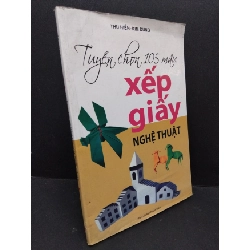 Tuyển chọn 205 mẫu
xếp
giấy
NGHỆ THUẬT